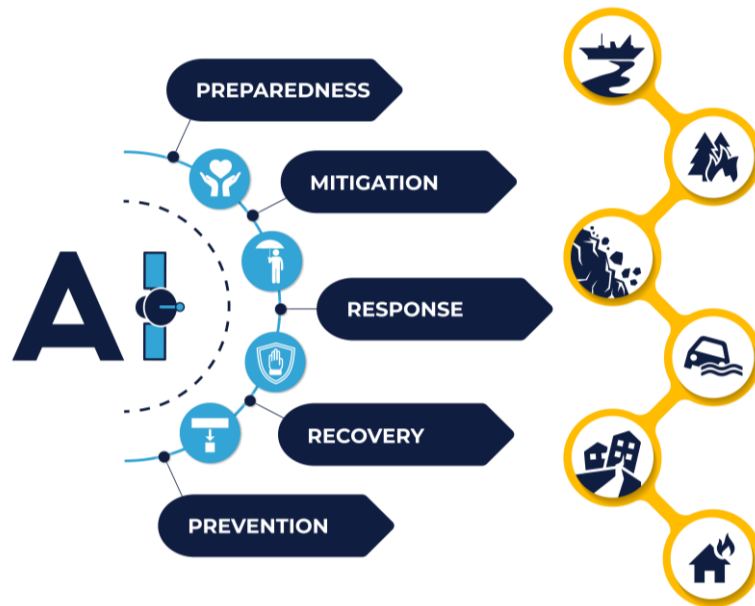 PREPAREDNESS
MITIGATION
AI
RESPONSE
RECOVERY
PREVENTION